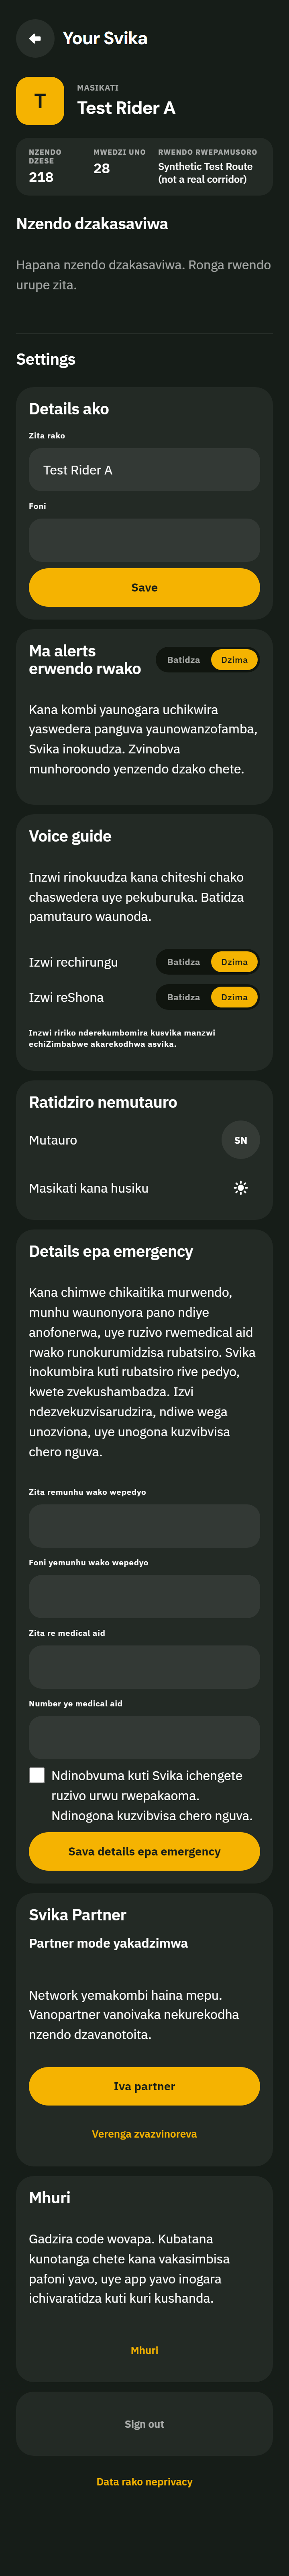 Your Svika
T
MASIKATI
Test Rider A
NZENDO DZESE
218
MWEDZI UNO
28
RWENDO RWEPAMUSORO
Synthetic Test Route
(not a real corridor)
Nzendo dzakasaviwa
Hapana nzendo dzakasaviwa. Ronga rwendo
urupe zita.
Settings
Details ako
Zita rako
Test Rider A
Foni
Save
Ma alerts
erwendo rwako
Batidza
Dzima
Kana kombi yaunogara uchikwira
yaswedera panguva yaunowanzofamba,
Svika inokuudza. Zvinobva
munhoroondo yenzendo dzako chete.
Voice guide
Inzwi rinokuudza kana chiteshi chako
chaswedera uye pekuburuka. Batidza
pamutauro waunoda.
Izwi rechirungu
Batidza
Dzima
Izwi reShona
Batidza
Dzima
Inzwi ririko nderekumbomira kusvika manzwi
echiZimbabwe akarekodhwa asvika.
Ratidziro nemutauro
Mutauro
SN
Masikati kana husiku
Details epa emergency
Kana chimwe chikaitika murwendo,
munhu waunonyora pano ndiye
anofonerwa, uye ruzivo rwemedical aid
rwako runokurumidzisa rubatsiro. Svika
inokumbira kuti rubatsiro rive pedyo,
kwete zvekushambadza. Izvi
ndezvekuzvisarudzira, ndiwe wega
unozviona, uye unogona kuzvibvisa
chero nguva.
Zita remunhu wako wepedyo
Foni yemunhu wako wepedyo
Zita re medical aid
Number ye medical aid
Ndinobvuma kuti Svika ichengete
ruzivo urwu rwepakaoma.
Ndinogona kuzvibvisa chero nguva.
Sava details epa emergency
Svika Partner
Partner mode yakadzimwa
Network yemakombi haina mepu.
Vanopartner vanoivaka nekurekodha
nzendo dzavanotoita.
Iva partner
Verenga zvazvinoreva
Mhuri
Gadzira code wovapa. Kubatana
kunotanga chete kana vakasimbisa
pafoni yavo, uye app yavo inogara
ichivaratidza kuti kuri kushanda.
Mhuri
Sign out
Data rako neprivacy